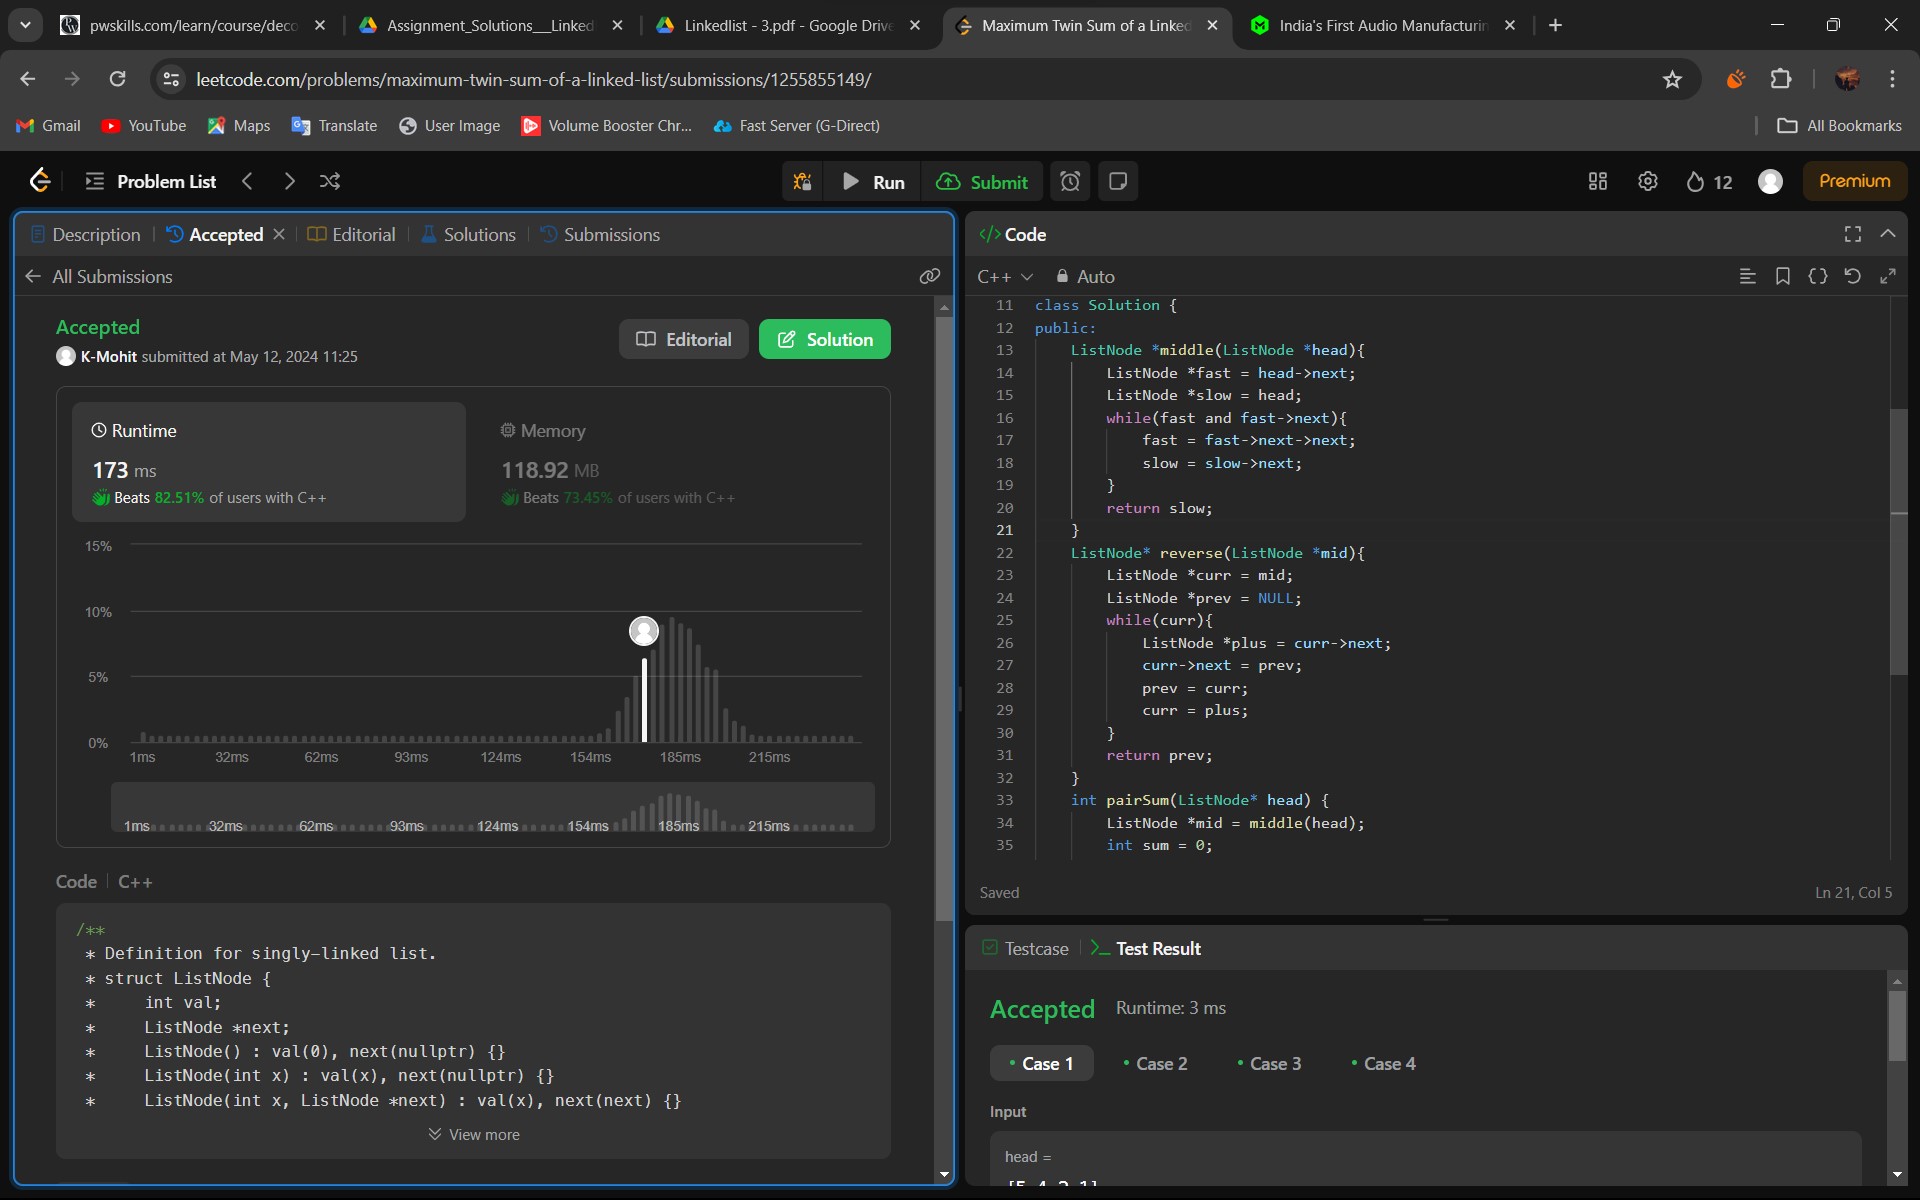 pwskills.com/learn/course/deco
Assignment_Solutions__Linked
Linkedlist - 3.pdf - Google Drive
Maximum Twin Sum of a Linked
India's First Audio Manufacturin
leetcode.com/problems/maximum-twin-sum-of-a-linked-list/submissions/1255855149/
Gmail
YouTube
Maps
Translate
User Image
Volume Booster Chr...
Fast Server (G-Direct)
All Bookmarks
Problem List
Run
Submit
12
Premium
Description
Accepted
Editorial
Solutions
Submissions
All Submissions
Accepted
K-Mohit submitted at May 12, 2024 11:25
Editorial
Solution
Runtime
173 ms
Beats 82.51% of users with C++
Memory
118.92 MB
Beats 73.45% of users with C++
15%
10%
5%
0%
1ms 32ms 62ms 93ms 124ms 154ms 185ms 215ms
1ms 32ms 62ms 93ms 124ms 154ms 185ms 215ms
Code C++
/**
* Definition for singly-linked list.
* struct ListNode {
* int val;
* ListNode *next;
* ListNode() : val(0), next(nullptr) {}
* ListNode(int x) : val(x), next(nullptr) {}
* ListNode(int x, ListNode *next) : val(x), next(next) {}
View more
</> Code
C++ Auto
11 class Solution {
12 public:
13 ListNode *middle(ListNode *head){
14 ListNode *fast = head->next;
15 ListNode *slow = head;
16 while(fast and fast->next){
17 fast = fast->next->next;
18 slow = slow->next;
19 }
20 return slow;
21 }
22 ListNode* reverse(ListNode *mid){
23 ListNode *curr = mid;
24 ListNode *prev = NULL;
25 while(curr){
26 ListNode *plus = curr->next;
27 curr->next = prev;
28 prev = curr;
29 curr = plus;
30 }
31 return prev;
32 }
33 int pairSum(ListNode* head) {
34 ListNode *mid = middle(head);
35 int sum = 0;
Saved
Ln 21, Col 5
Testcase
Test Result
Accepted Runtime: 3 ms
Case 1
Case 2
Case 3
Case 4
Input
head =
[5,4,2,1]